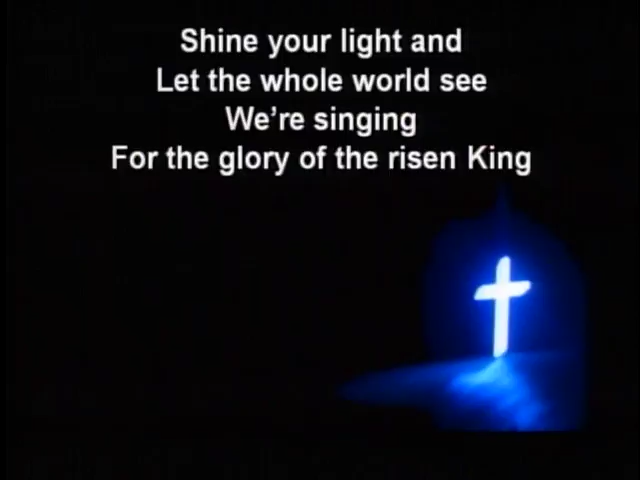 Shine your light and
Let the whole world see
We're singing
For the glory of the risen King